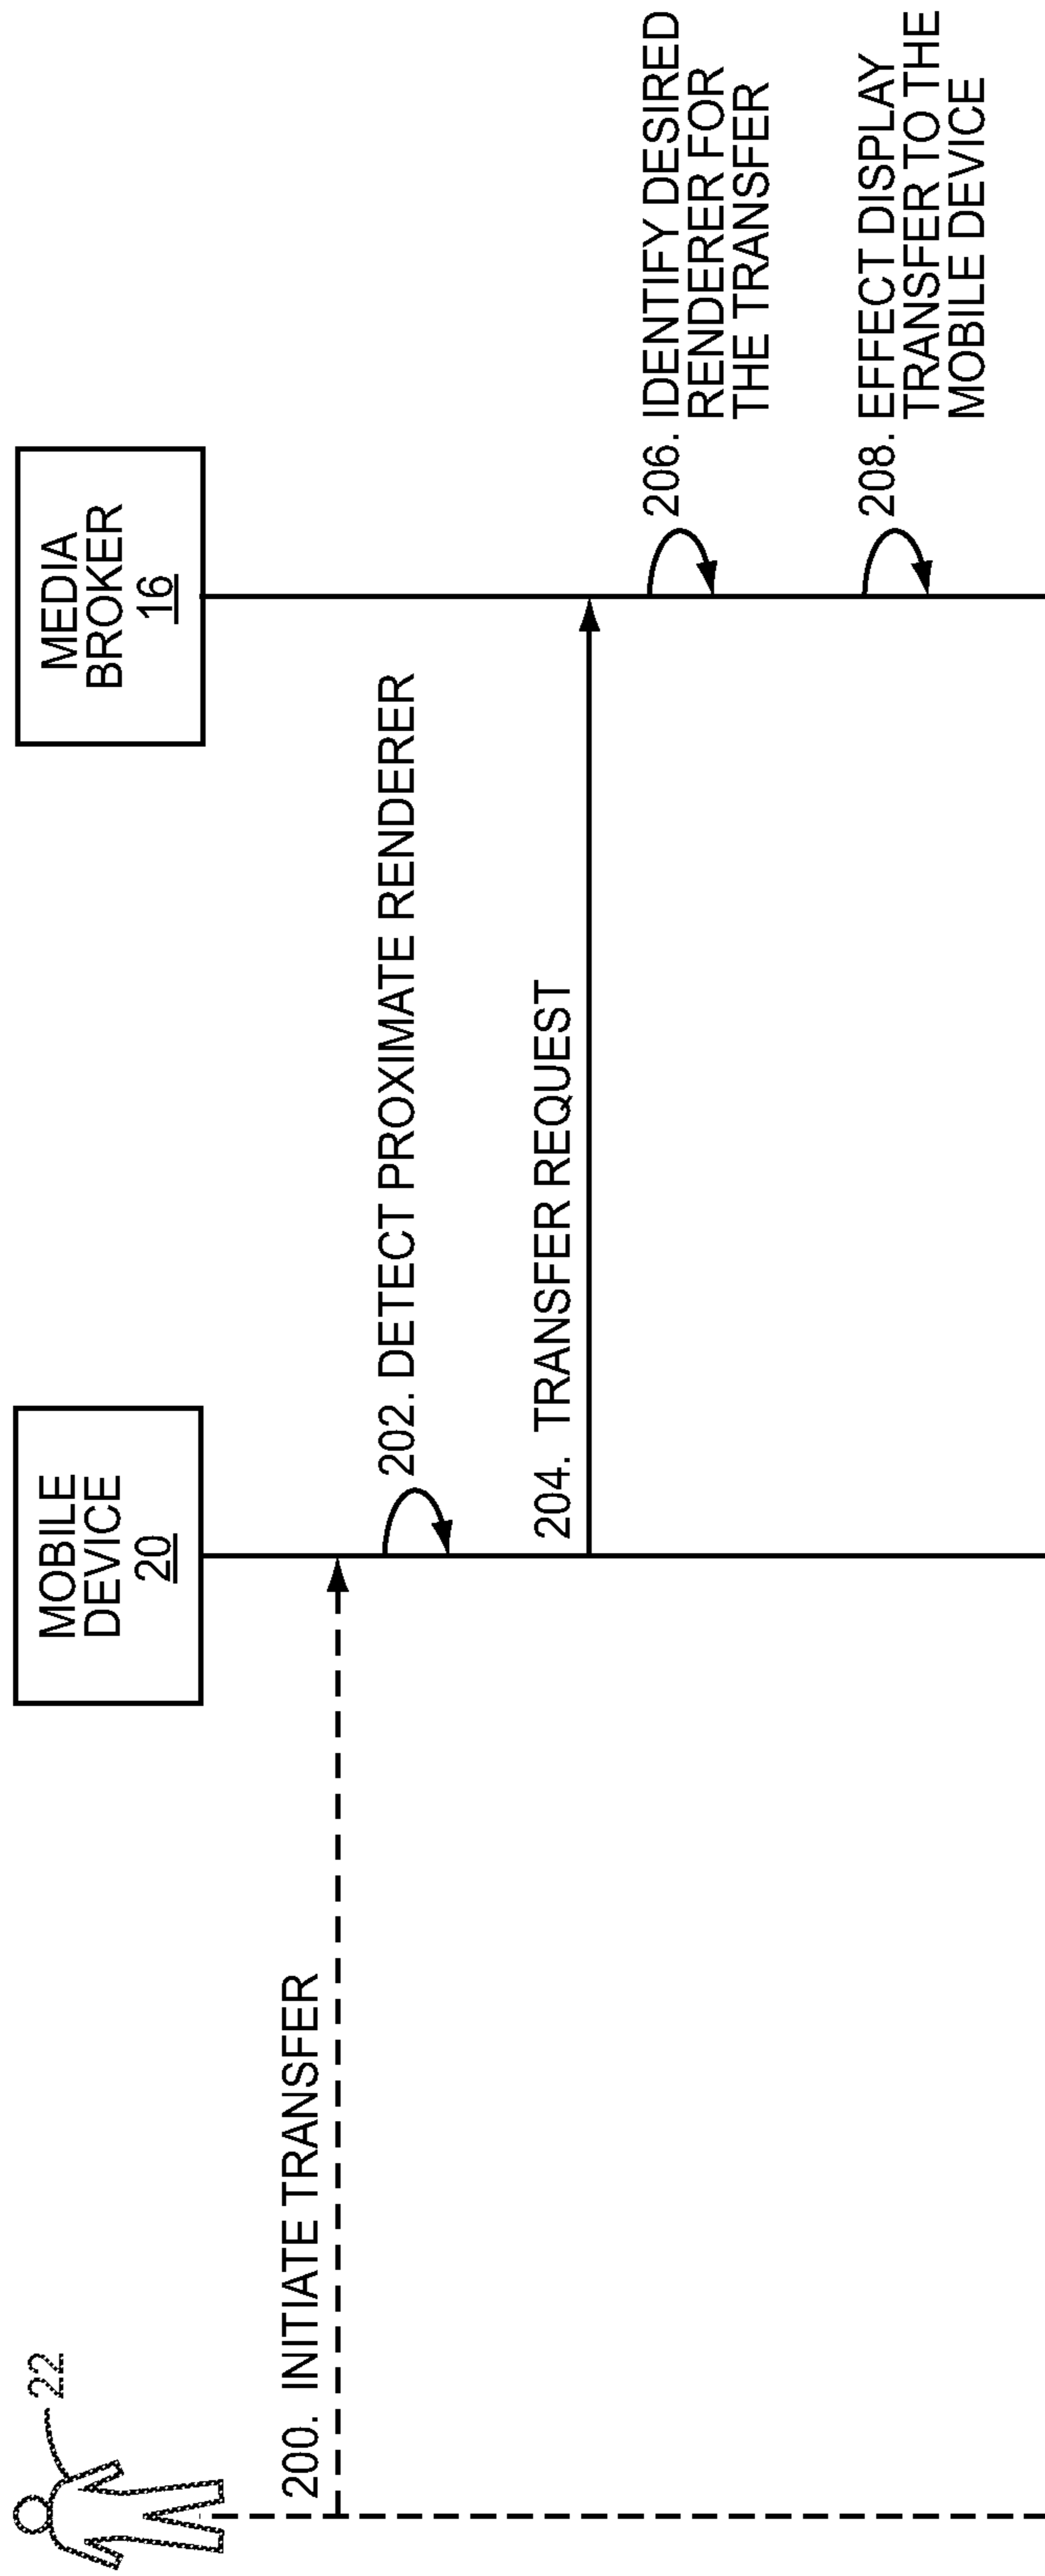 22
MOBILE
DEVICE
20
MEDIA
BROKER
16
200. INITIATE TRANSFER
202. DETECT PROXIMATE RENDERER
204. TRANSFER REQUEST
206. IDENTIFY DESIRED
RENDERER FOR
THE TRANSFER
208. EFFECT DISPLAY
TRANSFER TO THE
MOBILE DEVICE